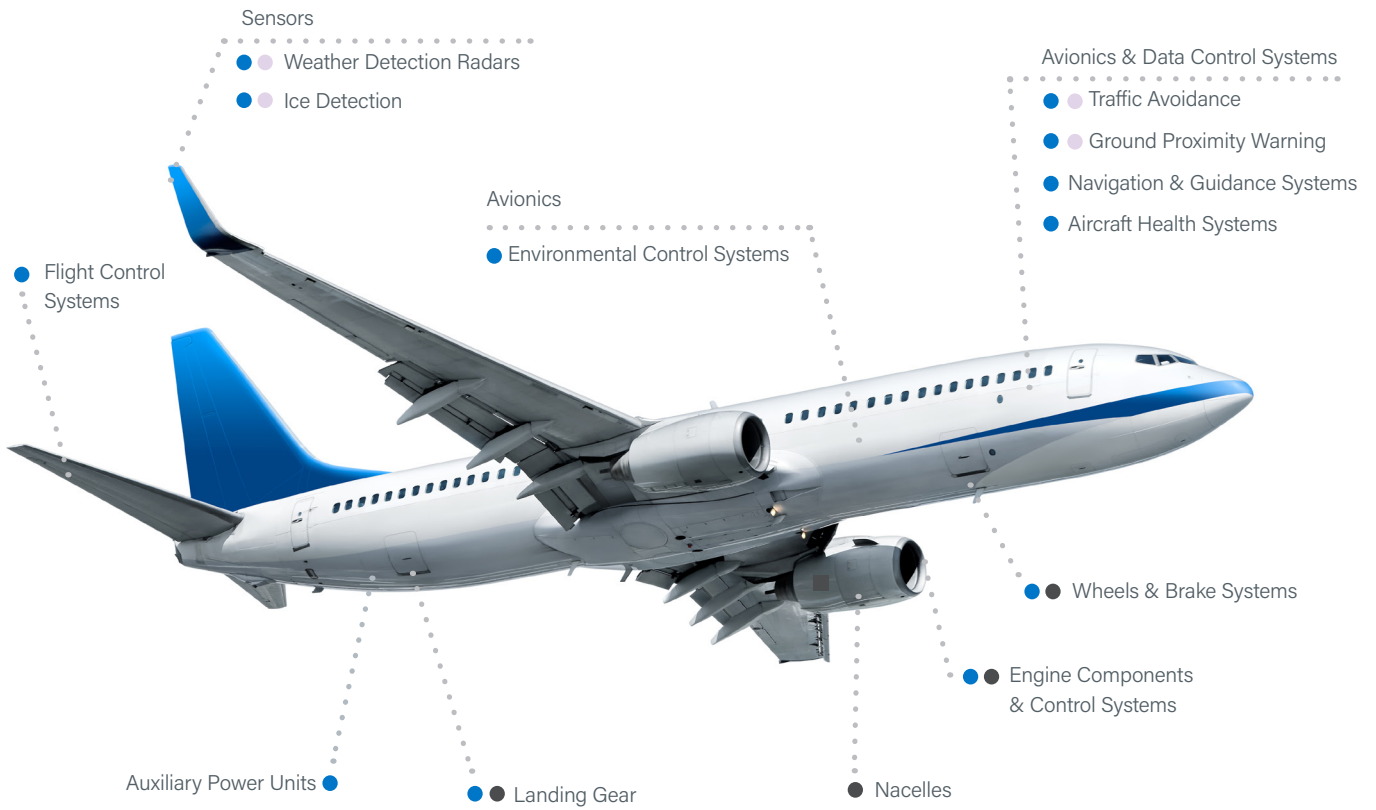 Sensors
Weather Detection Radars
Ice Detection
Avionics & Data Control Systems
Traffic Avoidance
Ground Proximity Warning
Navigation & Guidance Systems
Aircraft Health Systems
Avionics
Environmental Control Systems
Flight Control
Systems
Wheels & Brake Systems
Engine Components
& Control Systems
Auxiliary Power Units
Landing Gear
Nacelles